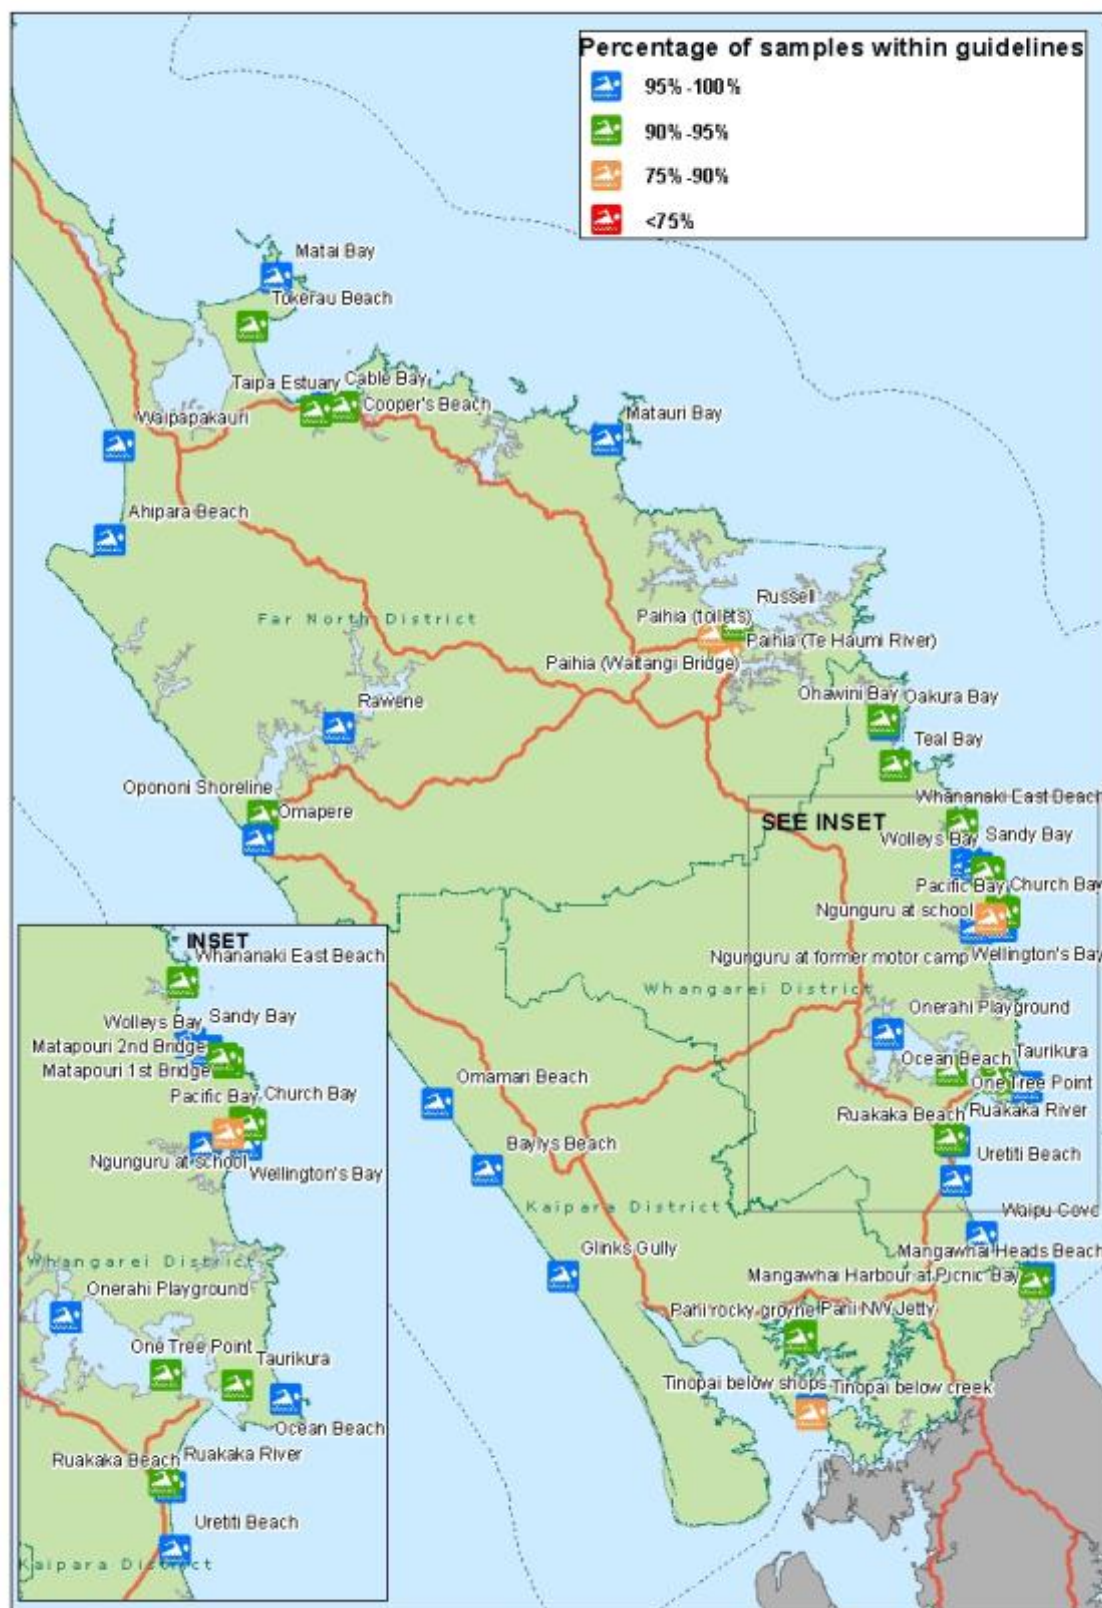 Percentage of samples within guidelines
95% -100%
90% -95%
75% -90%
<75%
Matai Bay
Tokerau Beach
Taipa Estuary
Cable Bay
Cooper's Beach
Waipapakauri
Matauri Bay
Ahipara Beach
Russell
Far North District
Paihia (toilets)
Paihia (Te Haumi River)
Paihia (Waitangi Bridge)
Rawene
Ohawini Bay
Oakura Bay
Teal Bay
Opononi Shoreline
Omapere
Whananaki East Beach
SEE INSET
Wolleys Bay
Sandy Bay
Pacific Bay
Church Bay
Ngunguru at school
Ngunguru at former motor camp
Wellington's Bay
Whangarei District
Onerahi Playground
Ocean Beach
Taurikura
One Tree Point
Omamari Beach
Ruakaka Beach
Ruakaka River
Baylys Beach
Uretiti Beach
Kaipara District
Waipu Cove
Glinks Gully
Mangawhai Heads Beach
Mangawhai Harbour at Picnic Bay
Pahi rocky groyne
Pahi NW Jetty
Tinopai below shops
Tinopai below creek
INSET
Whananaki East Beach
Wolleys Bay
Sandy Bay
Matapouri 2nd Bridge
Matapouri 1st Bridge
Pacific Bay
Church Bay
Ngunguru at school
Wellington's Bay
Whangarei District
Onerahi Playground
One Tree Point
Taurikura
Ocean Beach
Ruakaka Beach
Ruakaka River
Uretiti Beach
Kaipara District